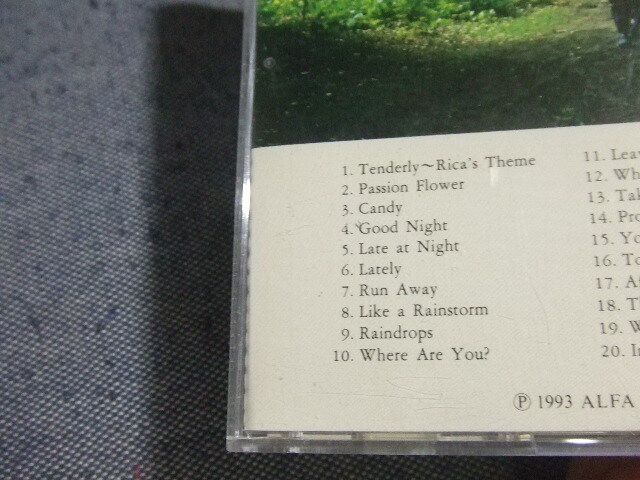 1. Tenderly~Rica's Theme
2. Passion Flower
3. Candy
4. Good Night
5. Late at Night
6. Lately
7. Run Away
8. Like a Rainstorm
9. Raindrops
10. Where Are You?
11.
12.
13.
14.
15.
16.
17.
18.
19.
20.
Ⓟ 1993 ALFA